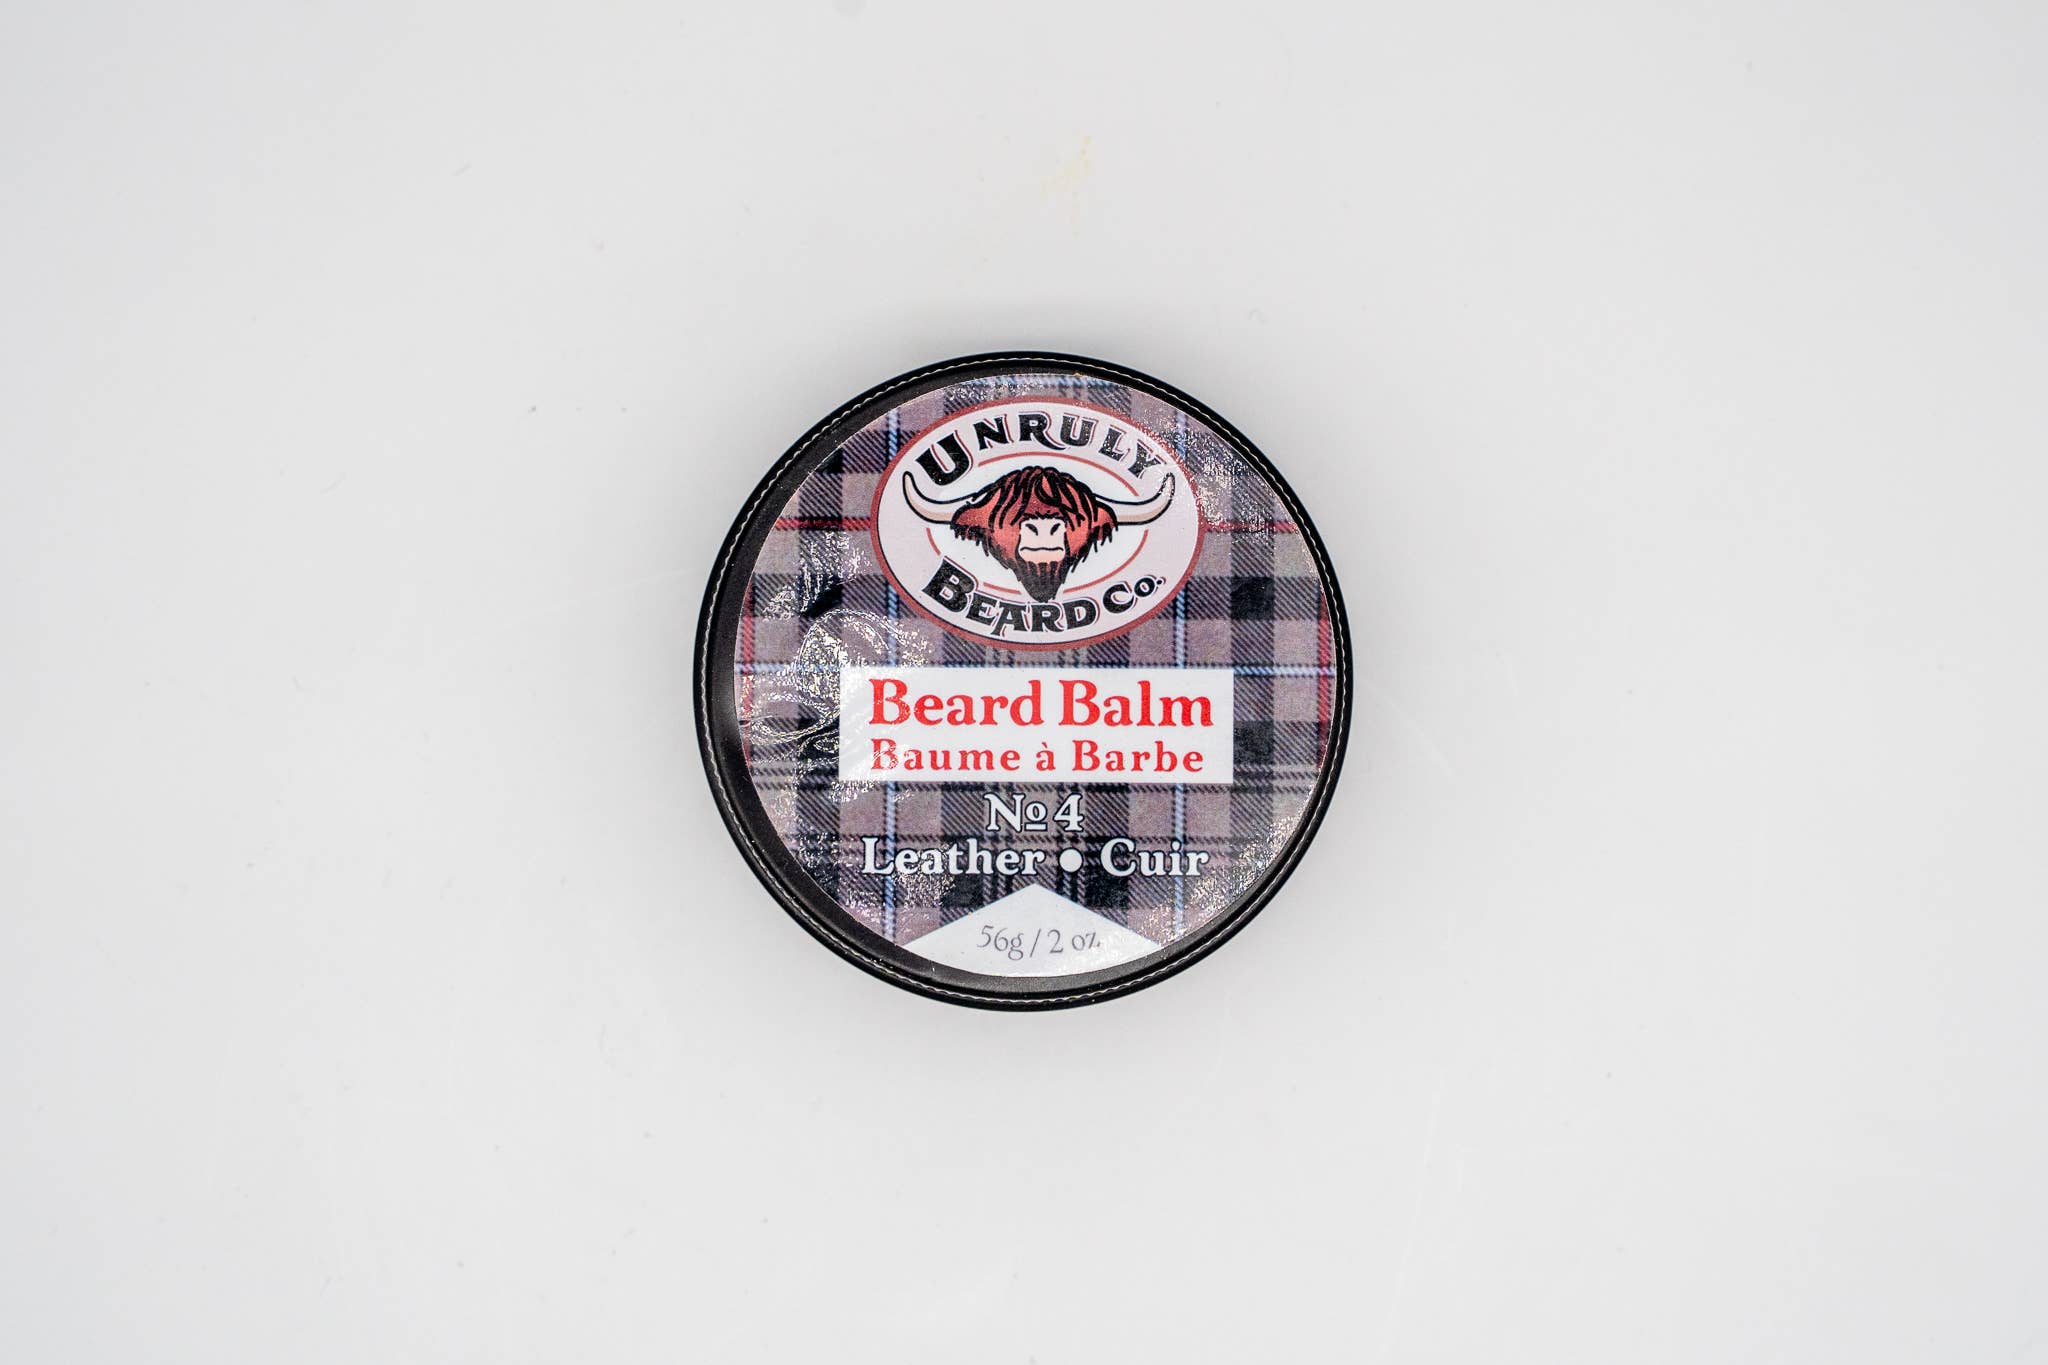 UNRULY
BEARD CO.
Beard Balm
Baume à Barbe
№4
Leather • Cuir
56g / 2 oz